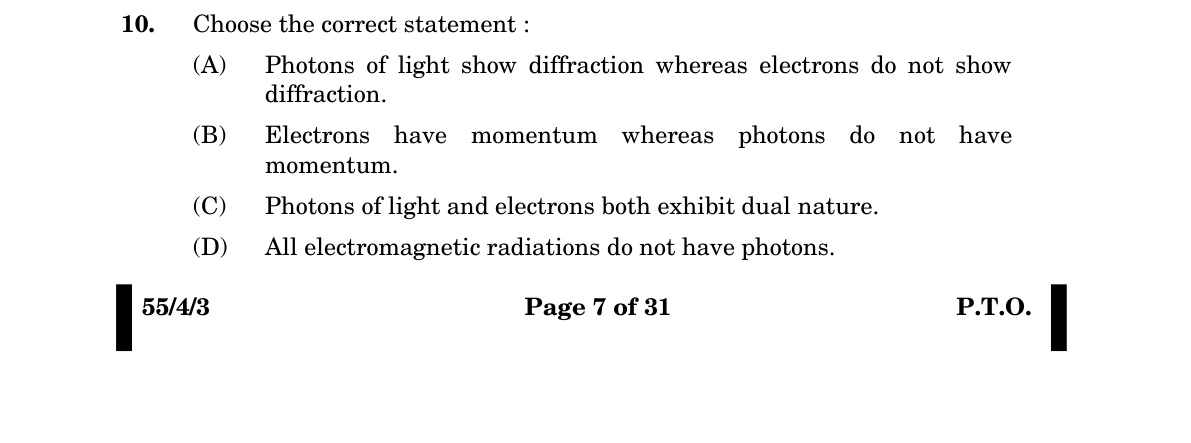 10. Choose the correct statement :
(A) Photons of light show diffraction whereas electrons do not show
diffraction.
(B) Electrons have momentum whereas photons do not have
momentum.
(C) Photons of light and electrons both exhibit dual nature.
(D) All electromagnetic radiations do not have photons.
55/4/3 Page 7 of 31 P.T.O.